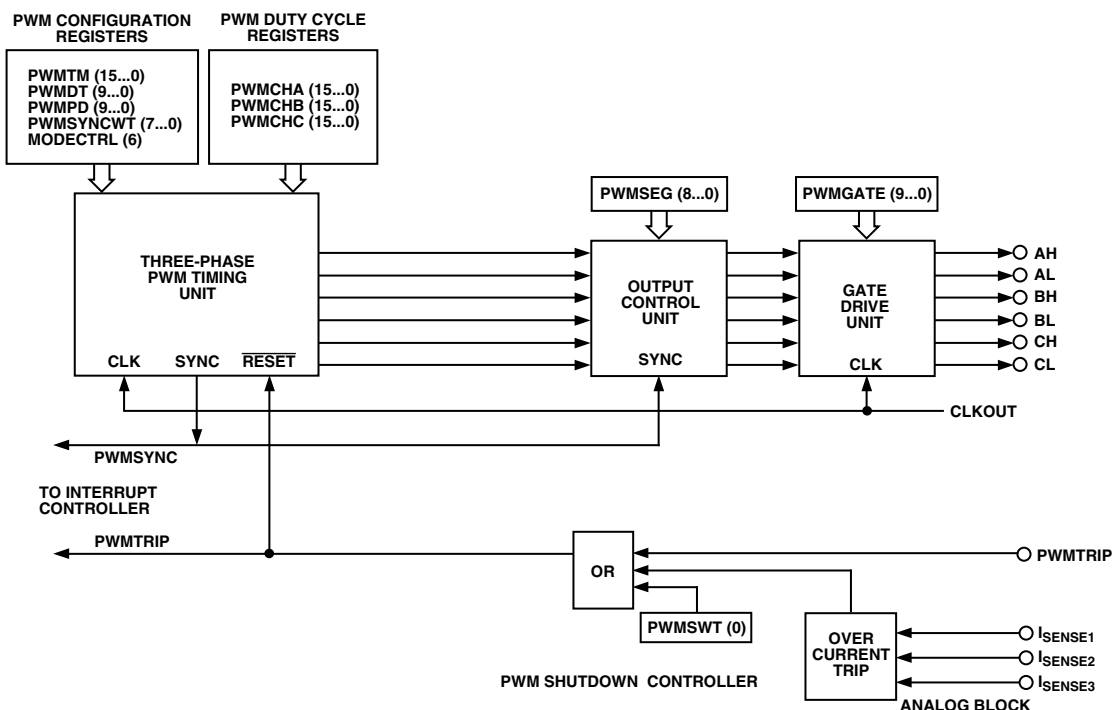 PWM CONFIGURATION
REGISTERS
PWMTM (15...0)
PWMDT (9...0)
PWMPD (9...0)
PWMSYNCWT (7...0)
MODECTRL (6)
PWM DUTY CYCLE
REGISTERS
PWMCHA (15...0)
PWMCHB (15...0)
PWMCHC (15...0)
PWMSEG (8...0)
PWMGATE (9...0)
THREE-PHASE
PWM TIMING
UNIT
CLK SYNC RESET
OUTPUT
CONTROL
UNIT
SYNC
GATE
DRIVE
UNIT
CLK
AH
AL
BH
BL
CH
CL
CLKOUT
PWMSYNC
TO INTERRUPT
CONTROLLER
PWMTRIP
OR
PWMTRIP
PWMSWT (0)
OVER
CURRENT
TRIP
ISENSE1
ISENSE2
ISENSE3
PWM SHUTDOWN CONTROLLER
ANALOG BLOCK